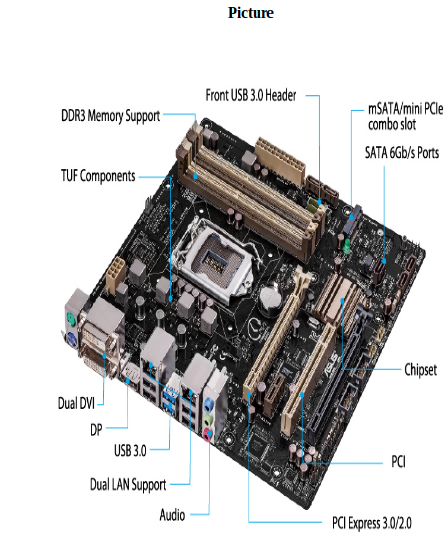 Picture
Front USB 3.0 Header
DDR3 Memory Support
mSATA/mini PCIe
combo slot
SATA 6Gb/s Ports
TUF Components
Chipset
Dual DVI
DP
USB 3.0
PCI
Dual LAN Support
Audio
PCI Express 3.0/2.0
ASUS